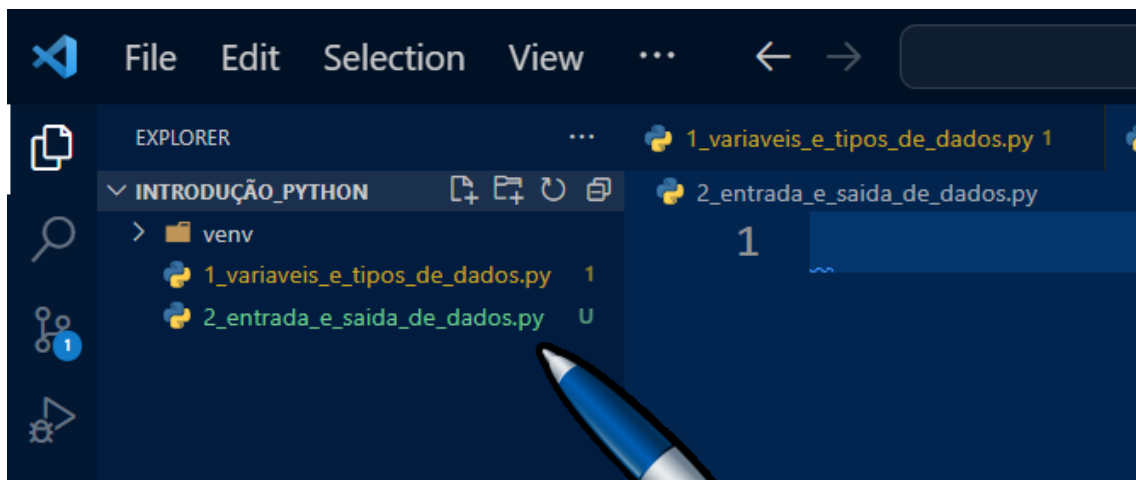 File Edit Selection View ...
EXPLORER ...
1_variaveis_e_tipos_de_dados.py 1
INTRODUÇÃO_PYTHON
2_entrada_e_saida_de_dados.py
venv
1
1_variaveis_e_tipos_de_dados.py 1
2_entrada_e_saida_de_dados.py U
1